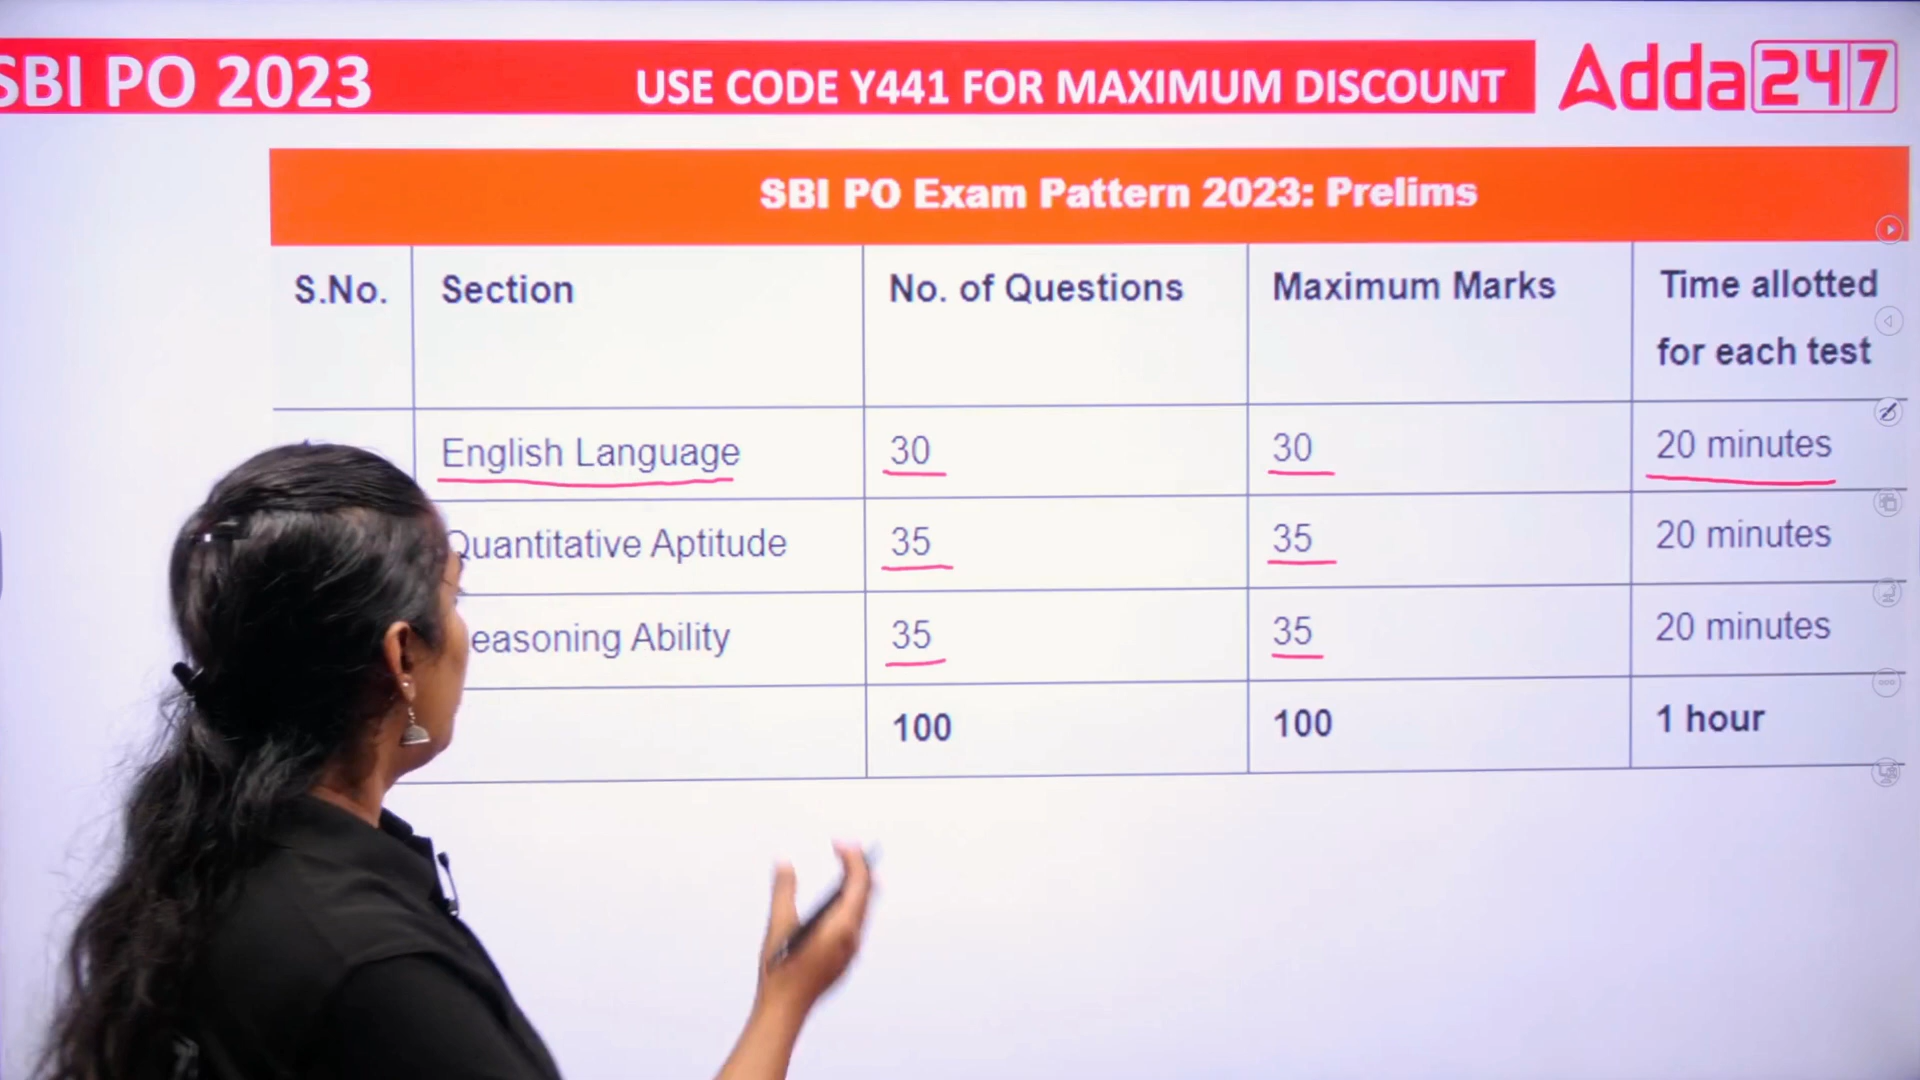 SBI PO 2023
USE CODE Y441 FOR MAXIMUM DISCOUNT
Adda247
SBI PO Exam Pattern 2023: Prelims
S.No. Section No. of Questions Maximum Marks Time allotted
for each test
English Language 30 30 20 minutes
Quantitative Aptitude 35 35 20 minutes
easoning Ability 35 35 20 minutes
100 100 1 hour